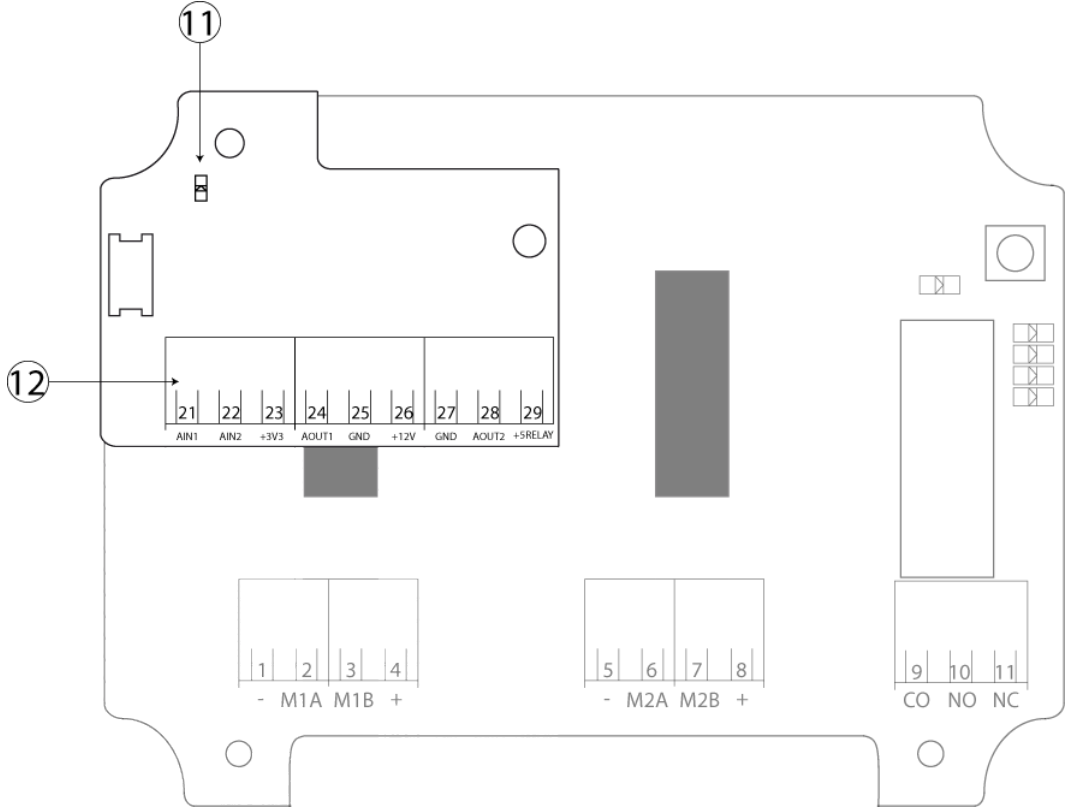 11
12
21 22 23 24 25 26 27 28 29
AIN1 AIN2 +3V3 AOUT1 GND +12V GND AOUT2 +5RELAY
1 2 3 4 5 6 7 8 9 10 11
- M1A M1B + - M2A M2B + CO NO NC